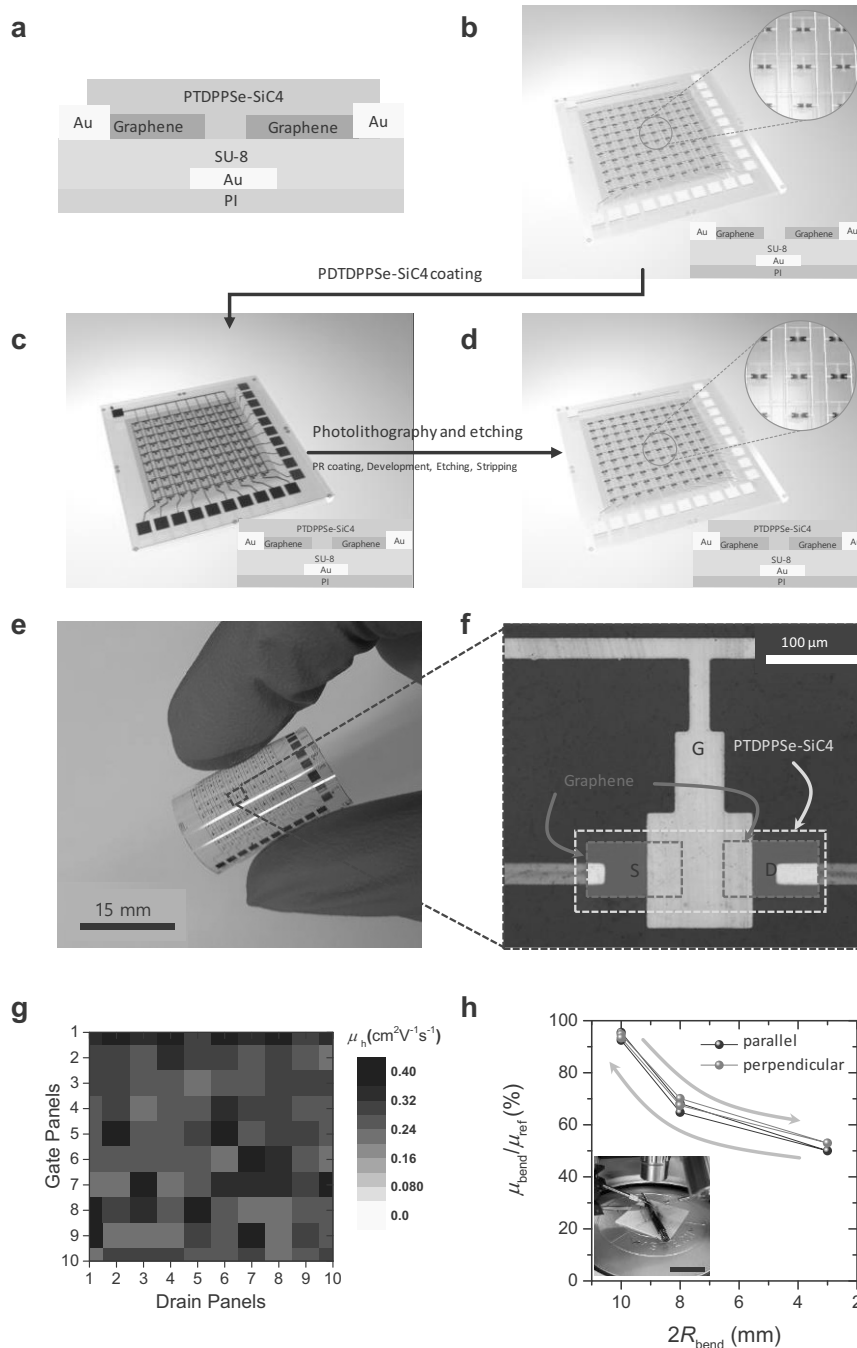 a
PTDPPSe-SiC4
Au
Graphene
Graphene
Au
SU-8
Au
PI
b
Au
Graphene
Graphene
Au
SU-8
Au
PI
PDTDPPSe-SiC4 coating
c
PTDPPSe-SiC4
Au
Graphene
Graphene
Au
SU-8
Au
PI
Photolithography and etching
PR coating, Development, Etching, Stripping
d
PTDPPSe-SiC4
Au
Graphene
Graphene
Au
SU-8
Au
PI
e
15 mm
f
100 μm
G
PTDPPSe-SiC4
Graphene
S
D
g
μh(cm²V⁻¹s⁻¹)
0.40
0.32
0.24
0.16
0.080
0.0
Gate Panels
1
2
3
4
5
6
7
8
9
10
1 2 3 4 5 6 7 8 9 10
Drain Panels
h
parallel
perpendicular
μbend/μref (%)
100
80
60
40
20
0
10 8 6 4 2
2Rbend (mm)